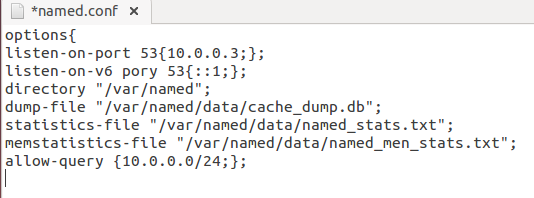 *named.conf ×
options{
listen-on-port 53{10.0.0.3;};
listen-on-v6 pory 53{::1;};
directory "/var/named";
dump-file "/var/named/data/cache_dump.db";
statistics-file "/var/named/data/named_stats.txt";
memstatistics-file "/var/named/data/named_men_stats.txt";
allow-query {10.0.0.0/24;};